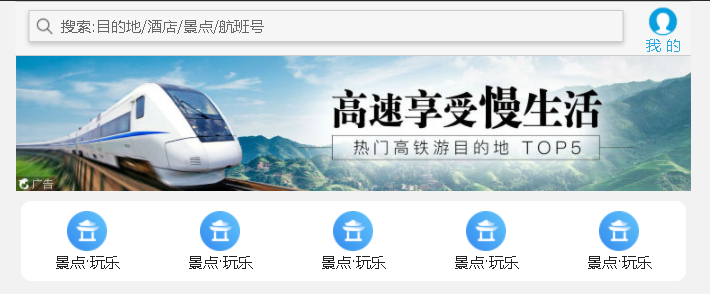 搜索:目的地/酒店/景点/航班号
我 的
高速享受慢生活
热门高铁游目的地 TOP5
广告
景点·玩乐 景点·玩乐 景点·玩乐 景点·玩乐 景点·玩乐